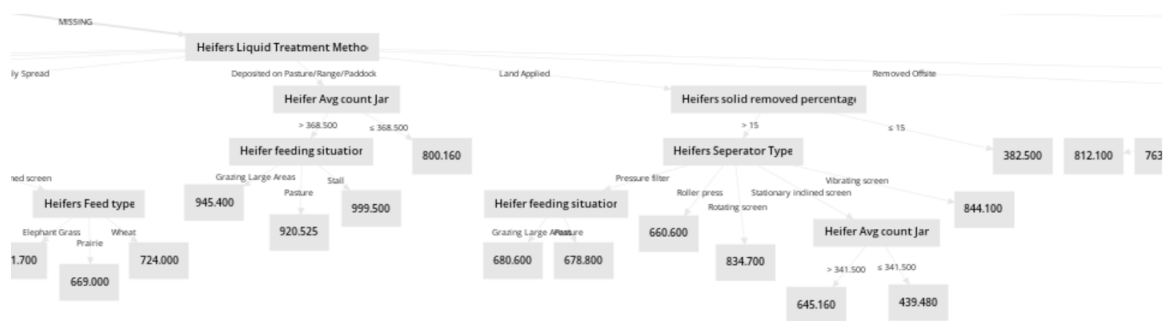 MISSING
Heifers Liquid Treatment Metho
ly Spread
Deposited on Pasture/Range/Paddock
Land Applied
Removed Offsite
Heifer Avg count Jar
Heifers solid removed percentage
> 368.500
≤ 368.500
> 15
≤ 15
Heifer feeding situation
800.160
Heifers Seperator Type
382.500
812.100
763
ned screen
Grazing Large Areas
Pasture
Stall
Pressure filter
Roller press
Rotating screen
Stationary inclined screen
Vibrating screen
Heifers Feed type
945.400
920.525
999.500
Heifer feeding situation
660.600
834.700
Heifer Avg count Jar
844.100
Elephant Grass
Prairie
Wheat
Grazing Large Areas
Pasture
1.700
669.000
724.000
680.600
678.800
> 341.500
≤ 341.500
645.160
439.480